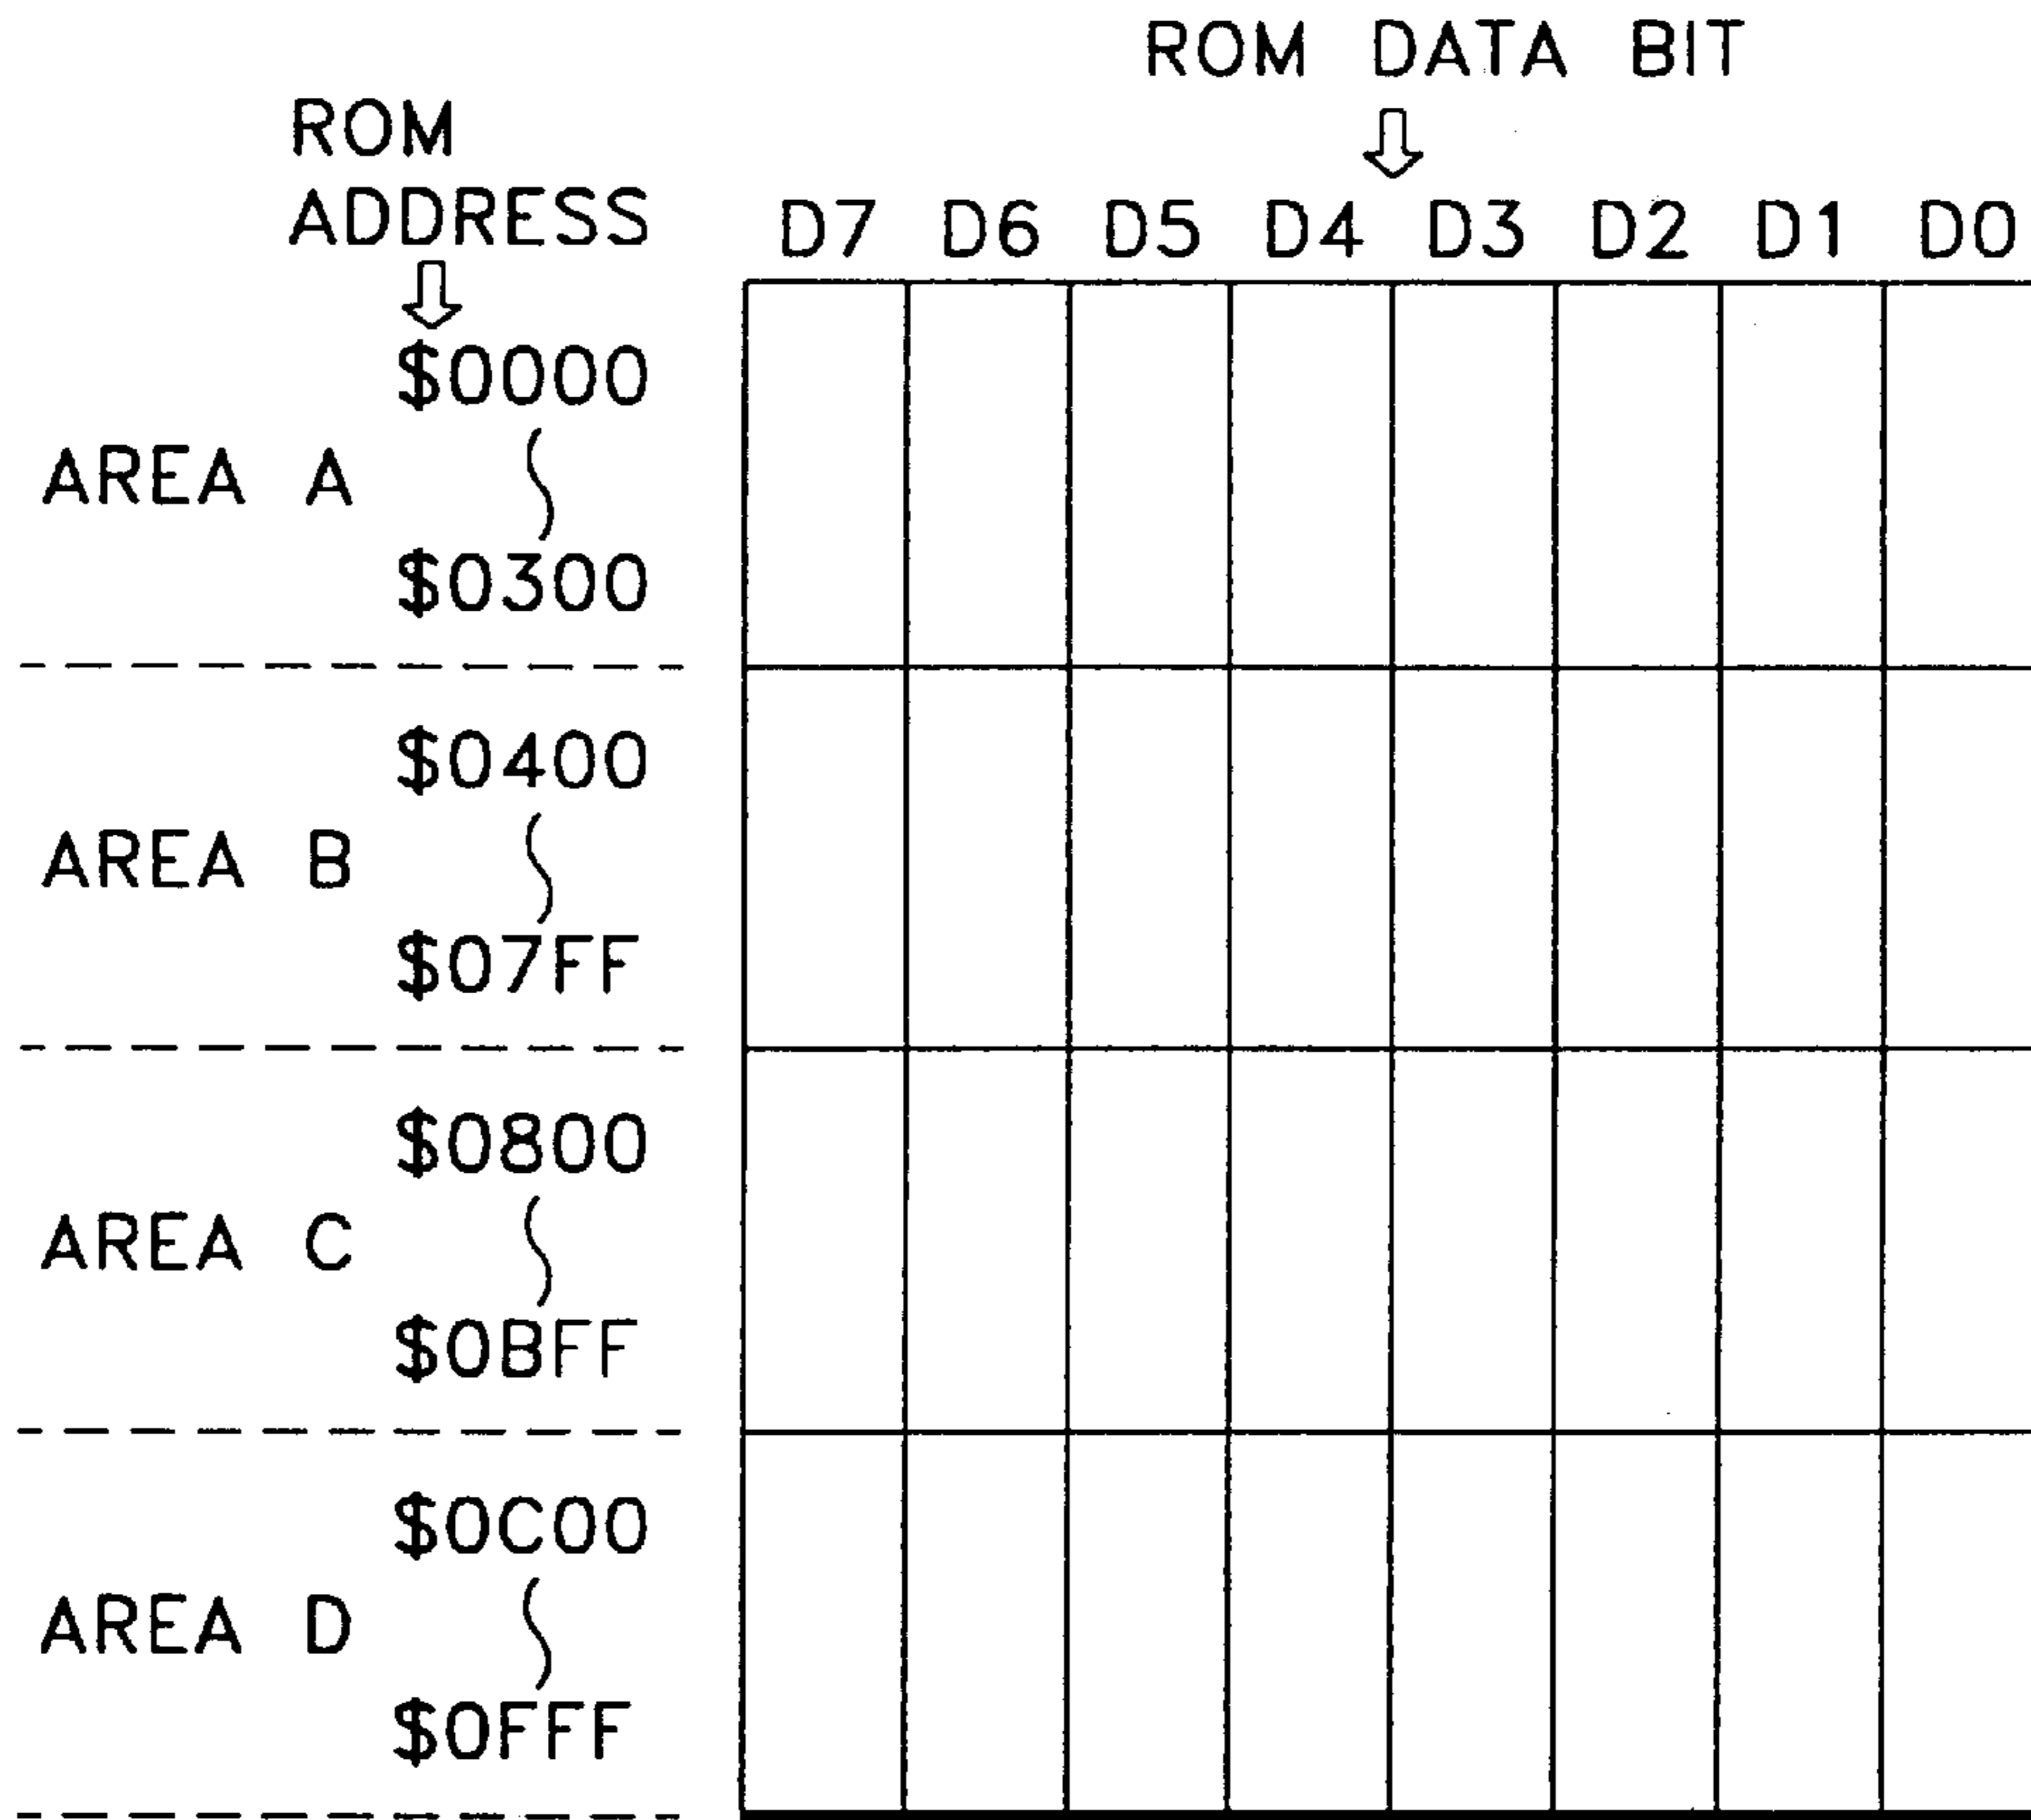 ROM DATA BIT
ROM
ADDRESS
D7 D6 D5 D4 D3 D2 D1 D0
$0000
AREA A
$0300
$0400
AREA B
$07FF
$0800
AREA C
$0BFF
$0C00
AREA D
$0FFF